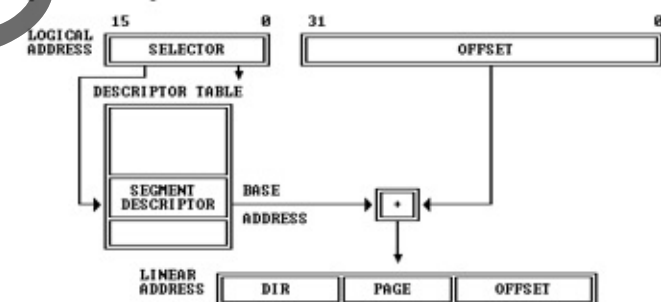 15 0 31 0
LOGICAL
ADDRESS SELECTOR OFFSET
DESCRIPTOR TABLE
SEGMENT BASE
DESCRIPTOR +
ADDRESS
LINEAR
ADDRESS DIR PAGE OFFSET